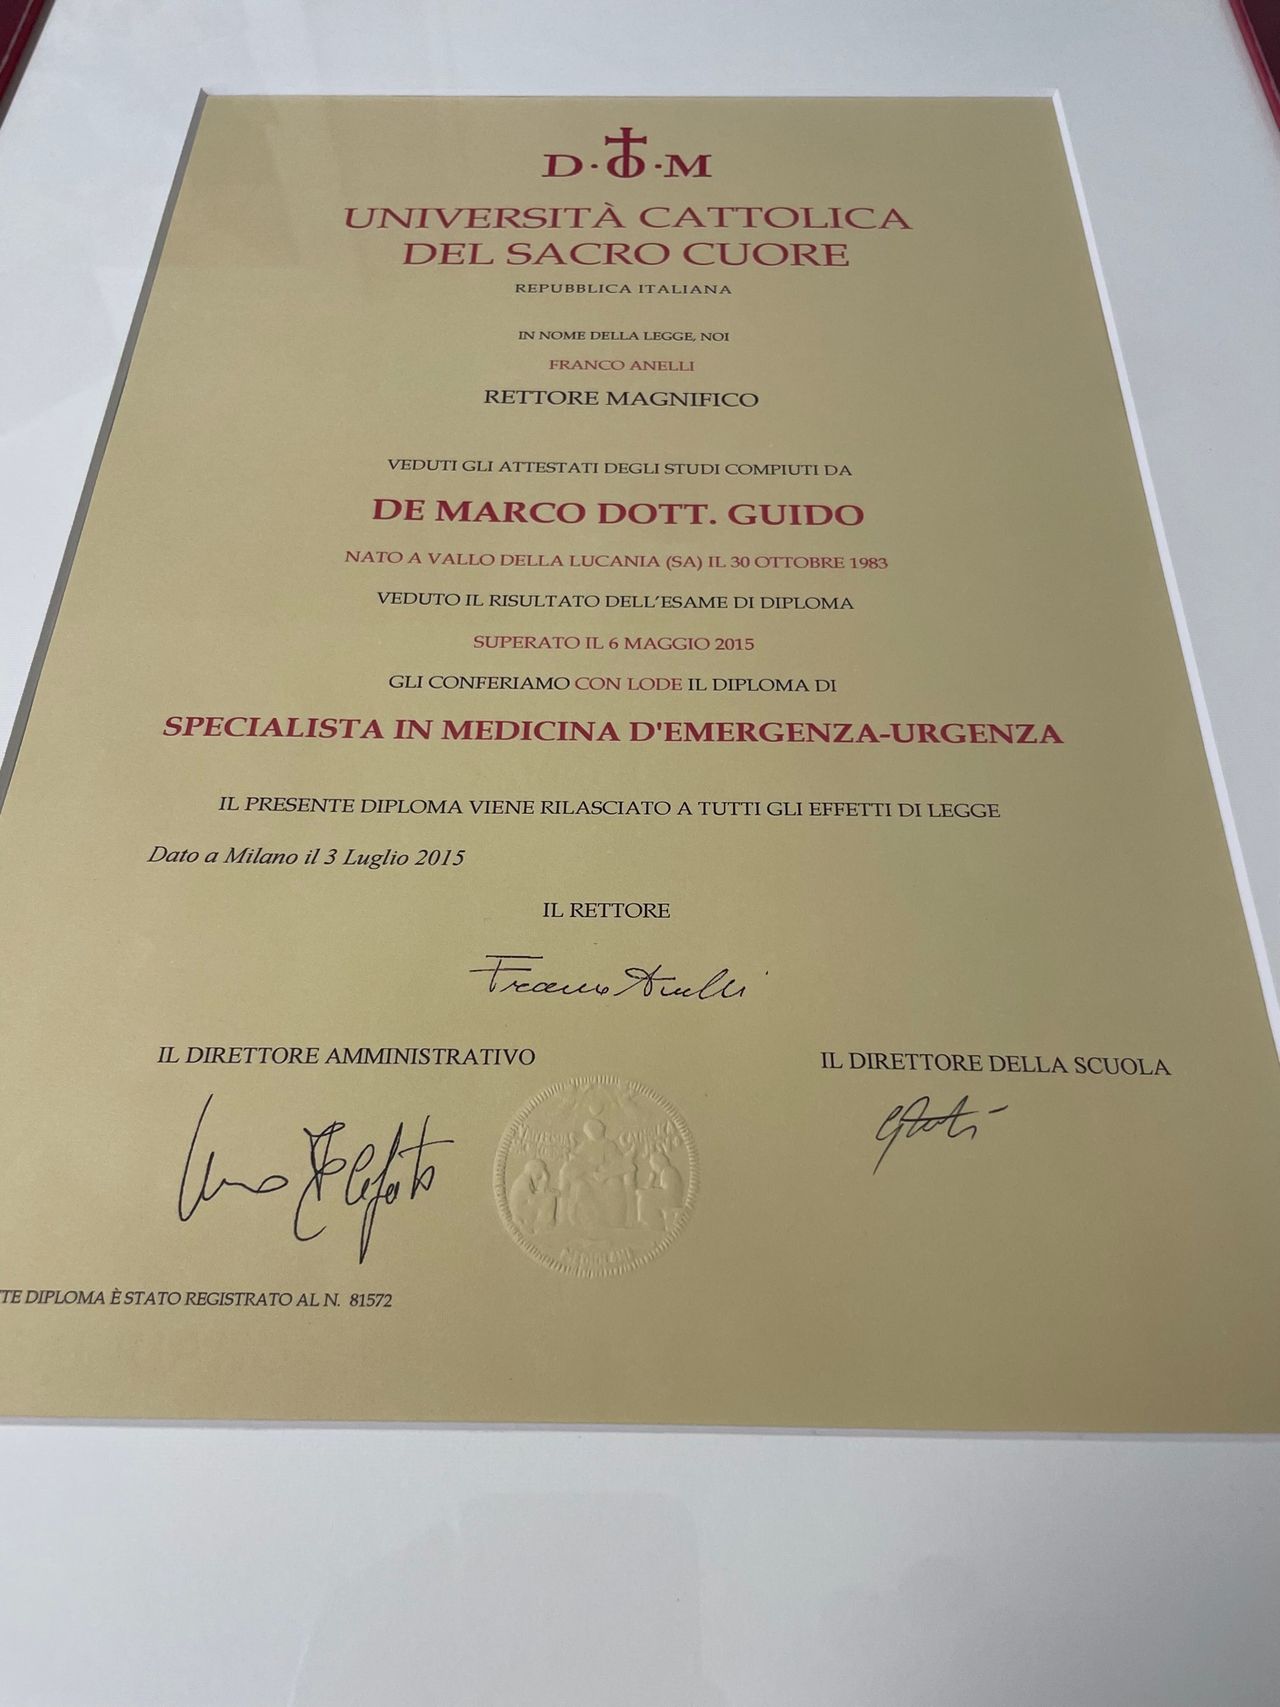 D·O·M
UNIVERSITÀ CATTOLICA
DEL SACRO CUORE
REPUBBLICA ITALIANA
IN NOME DELLA LEGGE, NOI
FRANCO ANELLI
RETTORE MAGNIFICO
VEDUTI GLI ATTESTATI DEGLI STUDI COMPIUTI DA
DE MARCO DOTT. GUIDO
NATO A VALLO DELLA LUCANIA (SA) IL 30 OTTOBRE 1983
VEDUTO IL RISULTATO DELL'ESAME DI DIPLOMA
SUPERATO IL 6 MAGGIO 2015
GLI CONFERIAMO CON LODE IL DIPLOMA DI
SPECIALISTA IN MEDICINA D'EMERGENZA-URGENZA
IL PRESENTE DIPLOMA VIENE RILASCIATO A TUTTI GLI EFFETTI DI LEGGE
Dato a Milano il 3 Luglio 2015
IL RETTORE
Franco Anelli
IL DIRETTORE AMMINISTRATIVO
IL DIRETTORE DELLA SCUOLA
TE DIPLOMA È STATO REGISTRATO AL N. 81572